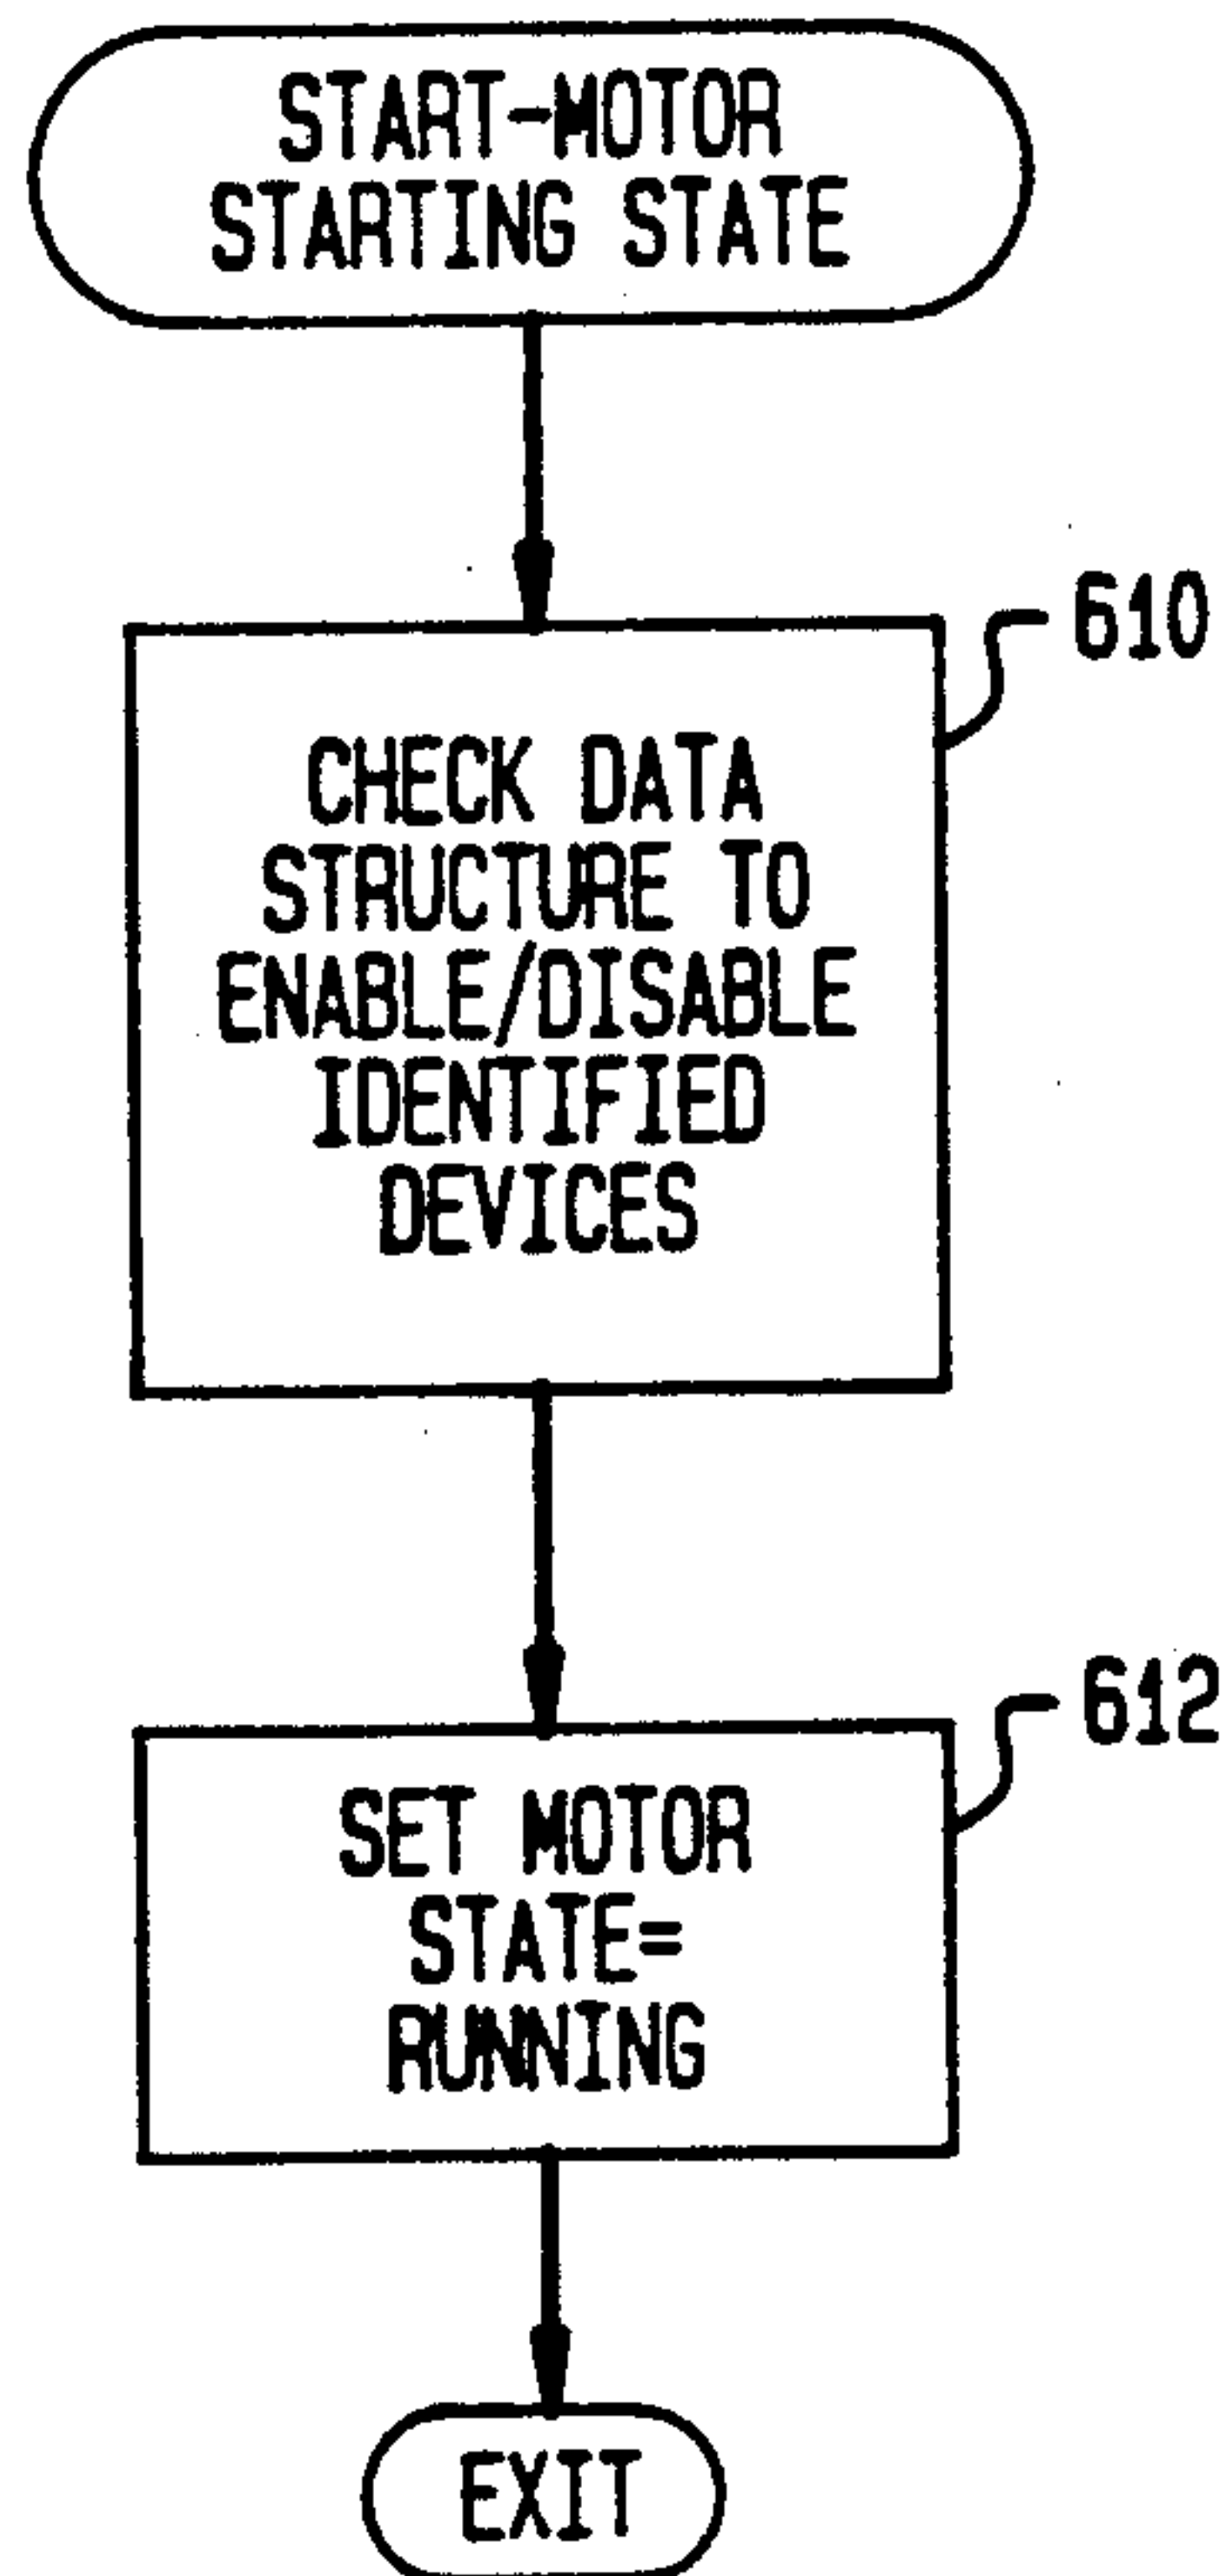 START-MOTOR
STARTING STATE
610
CHECK DATA
STRUCTURE TO
ENABLE/DISABLE
IDENTIFIED
DEVICES
612
SET MOTOR
STATE=
RUNNING
EXIT